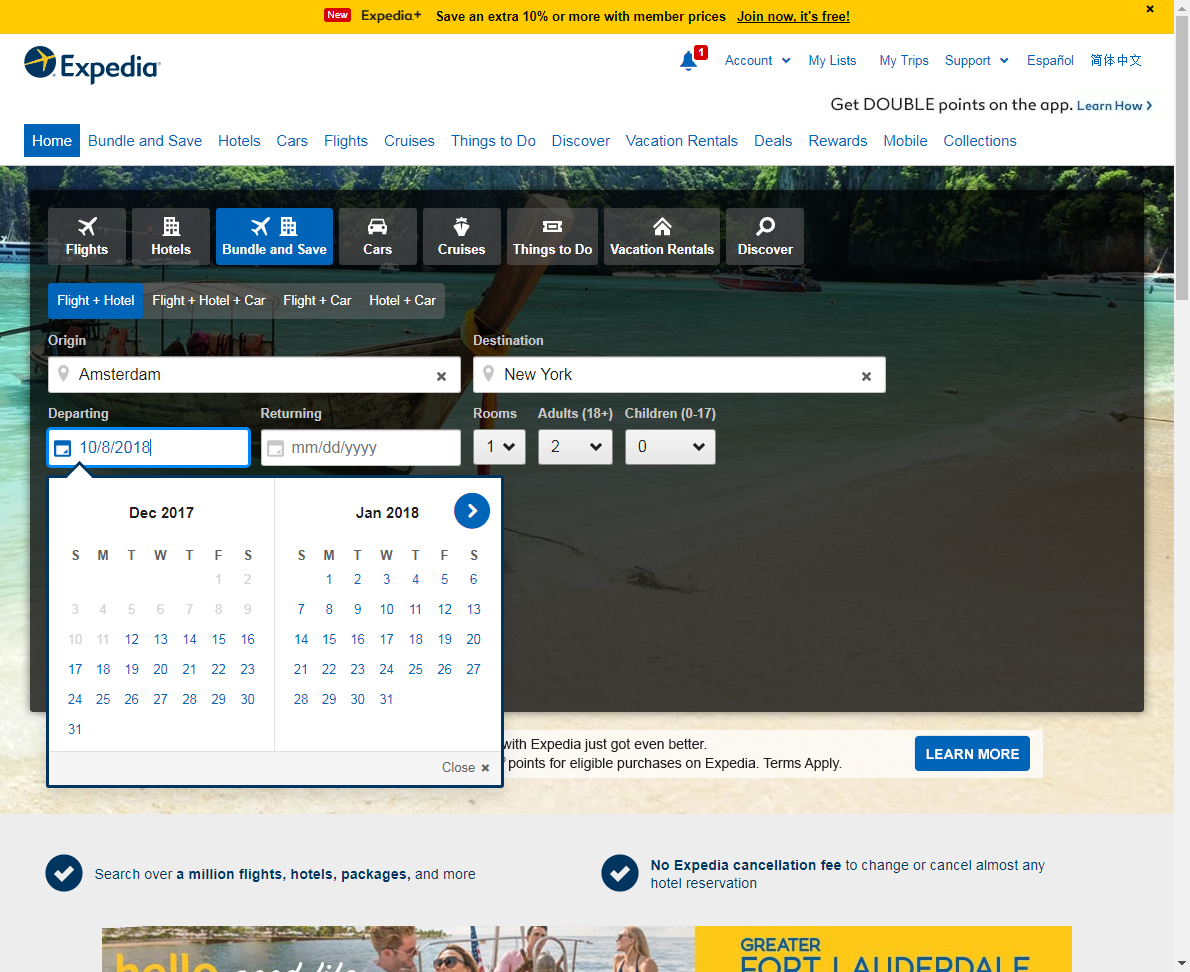 New Expedia+ Save an extra 10% or more with member prices Join now, it's free!
Expedia
1
Account My Lists My Trips Support Español 简体中文
Get DOUBLE points on the app. Learn How
Home Bundle and Save Hotels Cars Flights Cruises Things to Do Discover Vacation Rentals Deals Rewards Mobile Collections
Flights Hotels Bundle and Save Cars Cruises Things to Do Vacation Rentals Discover
Flight + Hotel Flight + Hotel + Car Flight + Car Hotel + Car
Origin Destination
Amsterdam New York
Departing Returning Rooms Adults (18+) Children (0-17)
10/8/2018 mm/dd/yyyy 1 2 0
Dec 2017 Jan 2018
S M T W T F S S M T W T F S
1 2 1 2 3 4 5 6
3 4 5 6 7 8 9 7 8 9 10 11 12 13
10 11 12 13 14 15 16 14 15 16 17 18 19 20
17 18 19 20 21 22 23 21 22 23 24 25 26 27
24 25 26 27 28 29 30 28 29 30 31
31
with Expedia just got even better.
points for eligible purchases on Expedia. Terms Apply.
LEARN MORE
Close
Search over a million flights, hotels, packages, and more
No Expedia cancellation fee to change or cancel almost any
hotel reservation
hello good life
GREATER
FORT LAUDERDALE